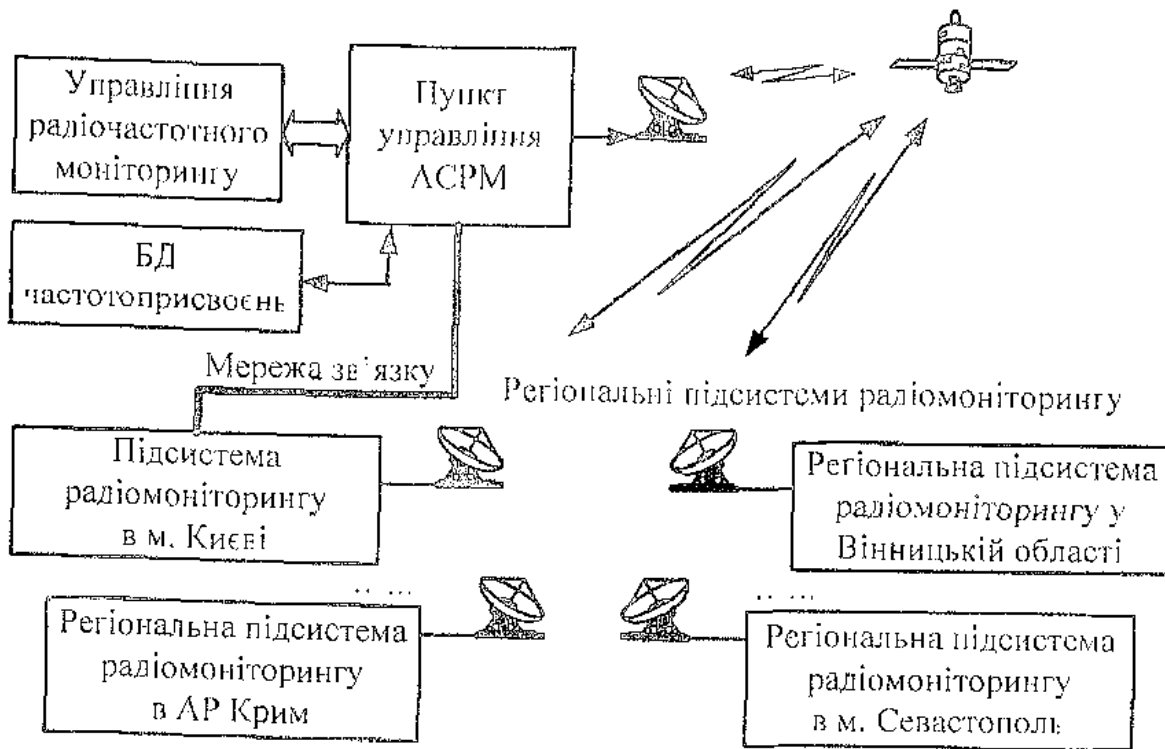 Управління
радіочастотного
моніторингу
Пункт
управління
АСРМ
БД
частотоприсвоєнь
Мережа зв'язку
Регіональні підсистеми радіомоніторингу
Підсистема
радіомоніторингу
в м. Києві
Регіональна підсистема
радіомоніторингу у
Вінницькій області
.. ...
Регіональна підсистема
радіомоніторингу
в АР Крим
.. ...
Регіональна підсистема
радіомоніторингу
в м. Севастополь